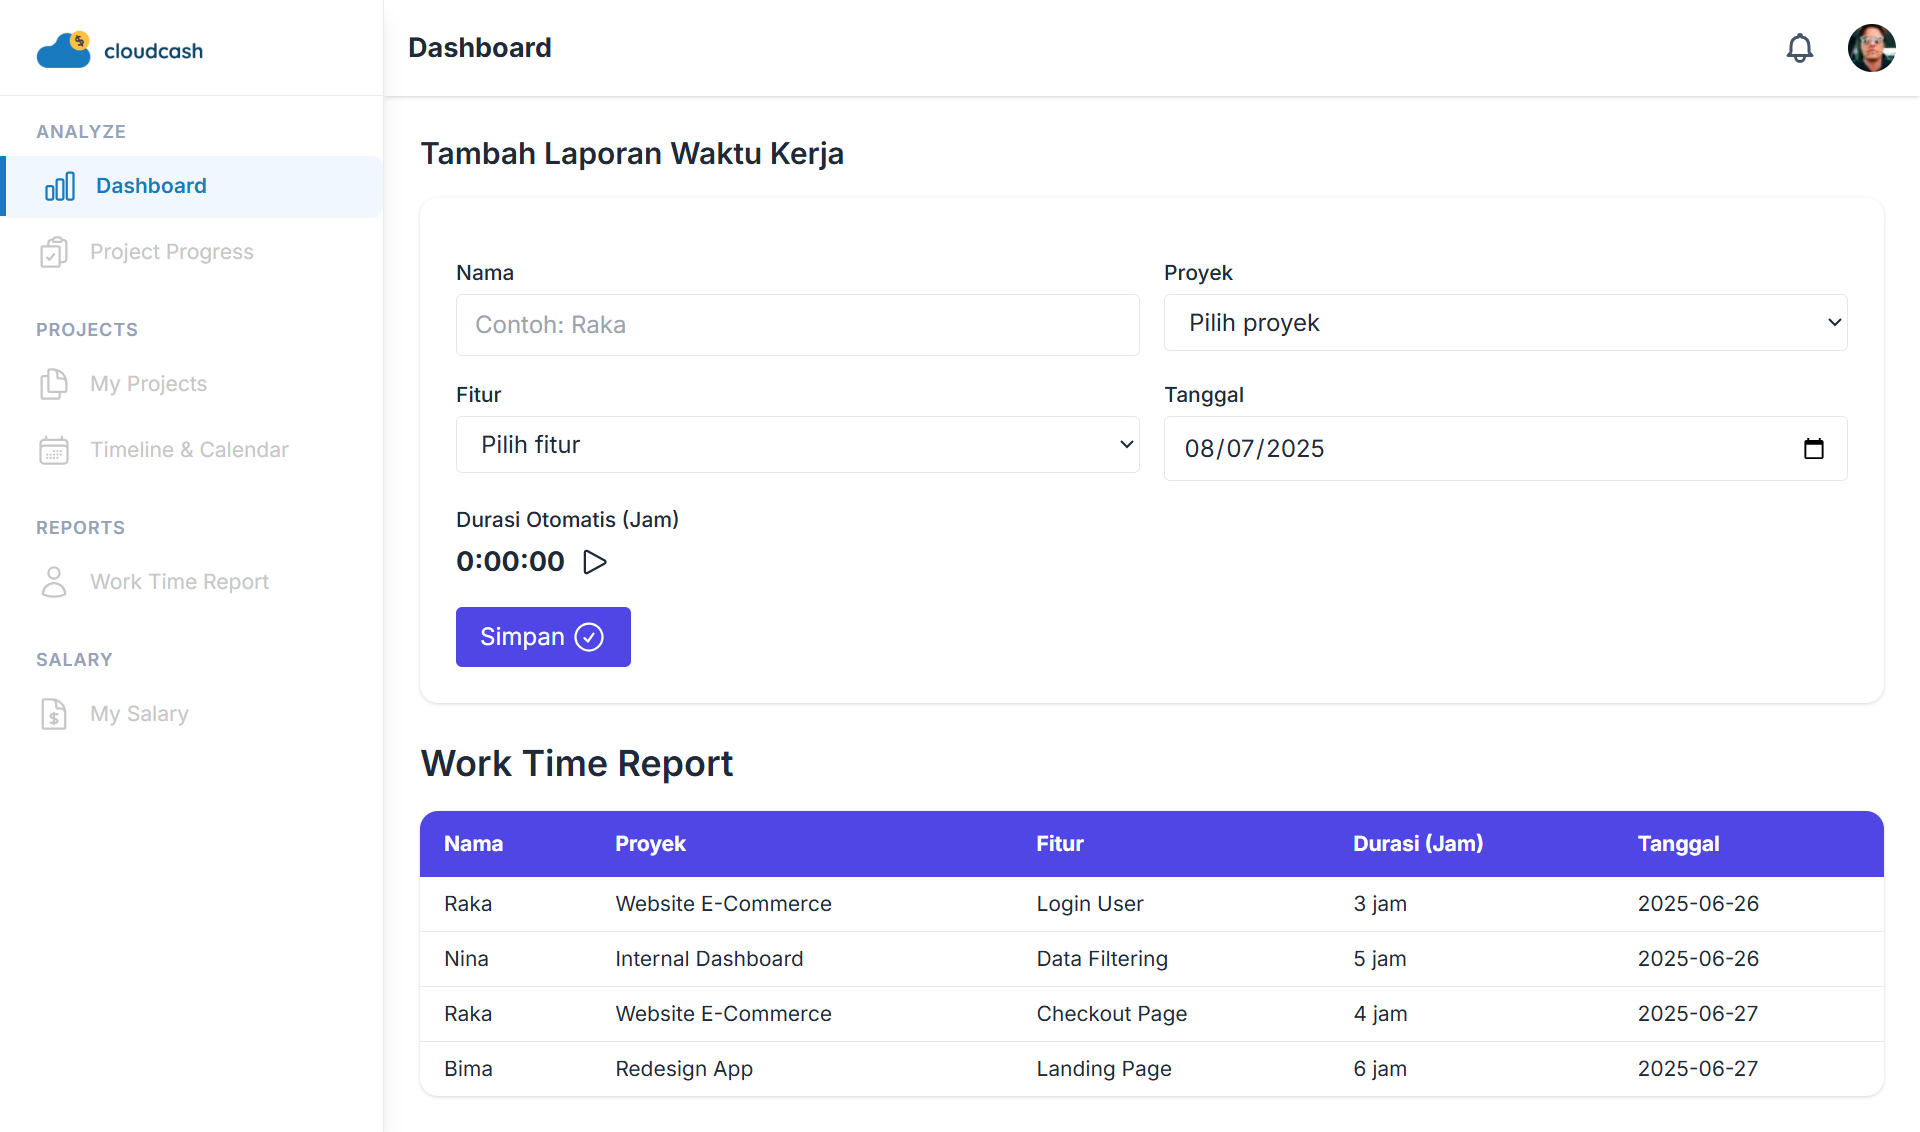 cloudcash
Dashboard
ANALYZE
Dashboard
Project Progress
PROJECTS
My Projects
Timeline & Calendar
REPORTS
Work Time Report
SALARY
My Salary
Tambah Laporan Waktu Kerja
Nama
Contoh: Raka
Proyek
Pilih proyek
Fitur
Pilih fitur
Tanggal
08/07/2025
Durasi Otomatis (Jam)
0:00:00
Simpan
Work Time Report
Nama Proyek Fitur Durasi (Jam) Tanggal
Raka Website E-Commerce Login User 3 jam 2025-06-26
Nina Internal Dashboard Data Filtering 5 jam 2025-06-26
Raka Website E-Commerce Checkout Page 4 jam 2025-06-27
Bima Redesign App Landing Page 6 jam 2025-06-27